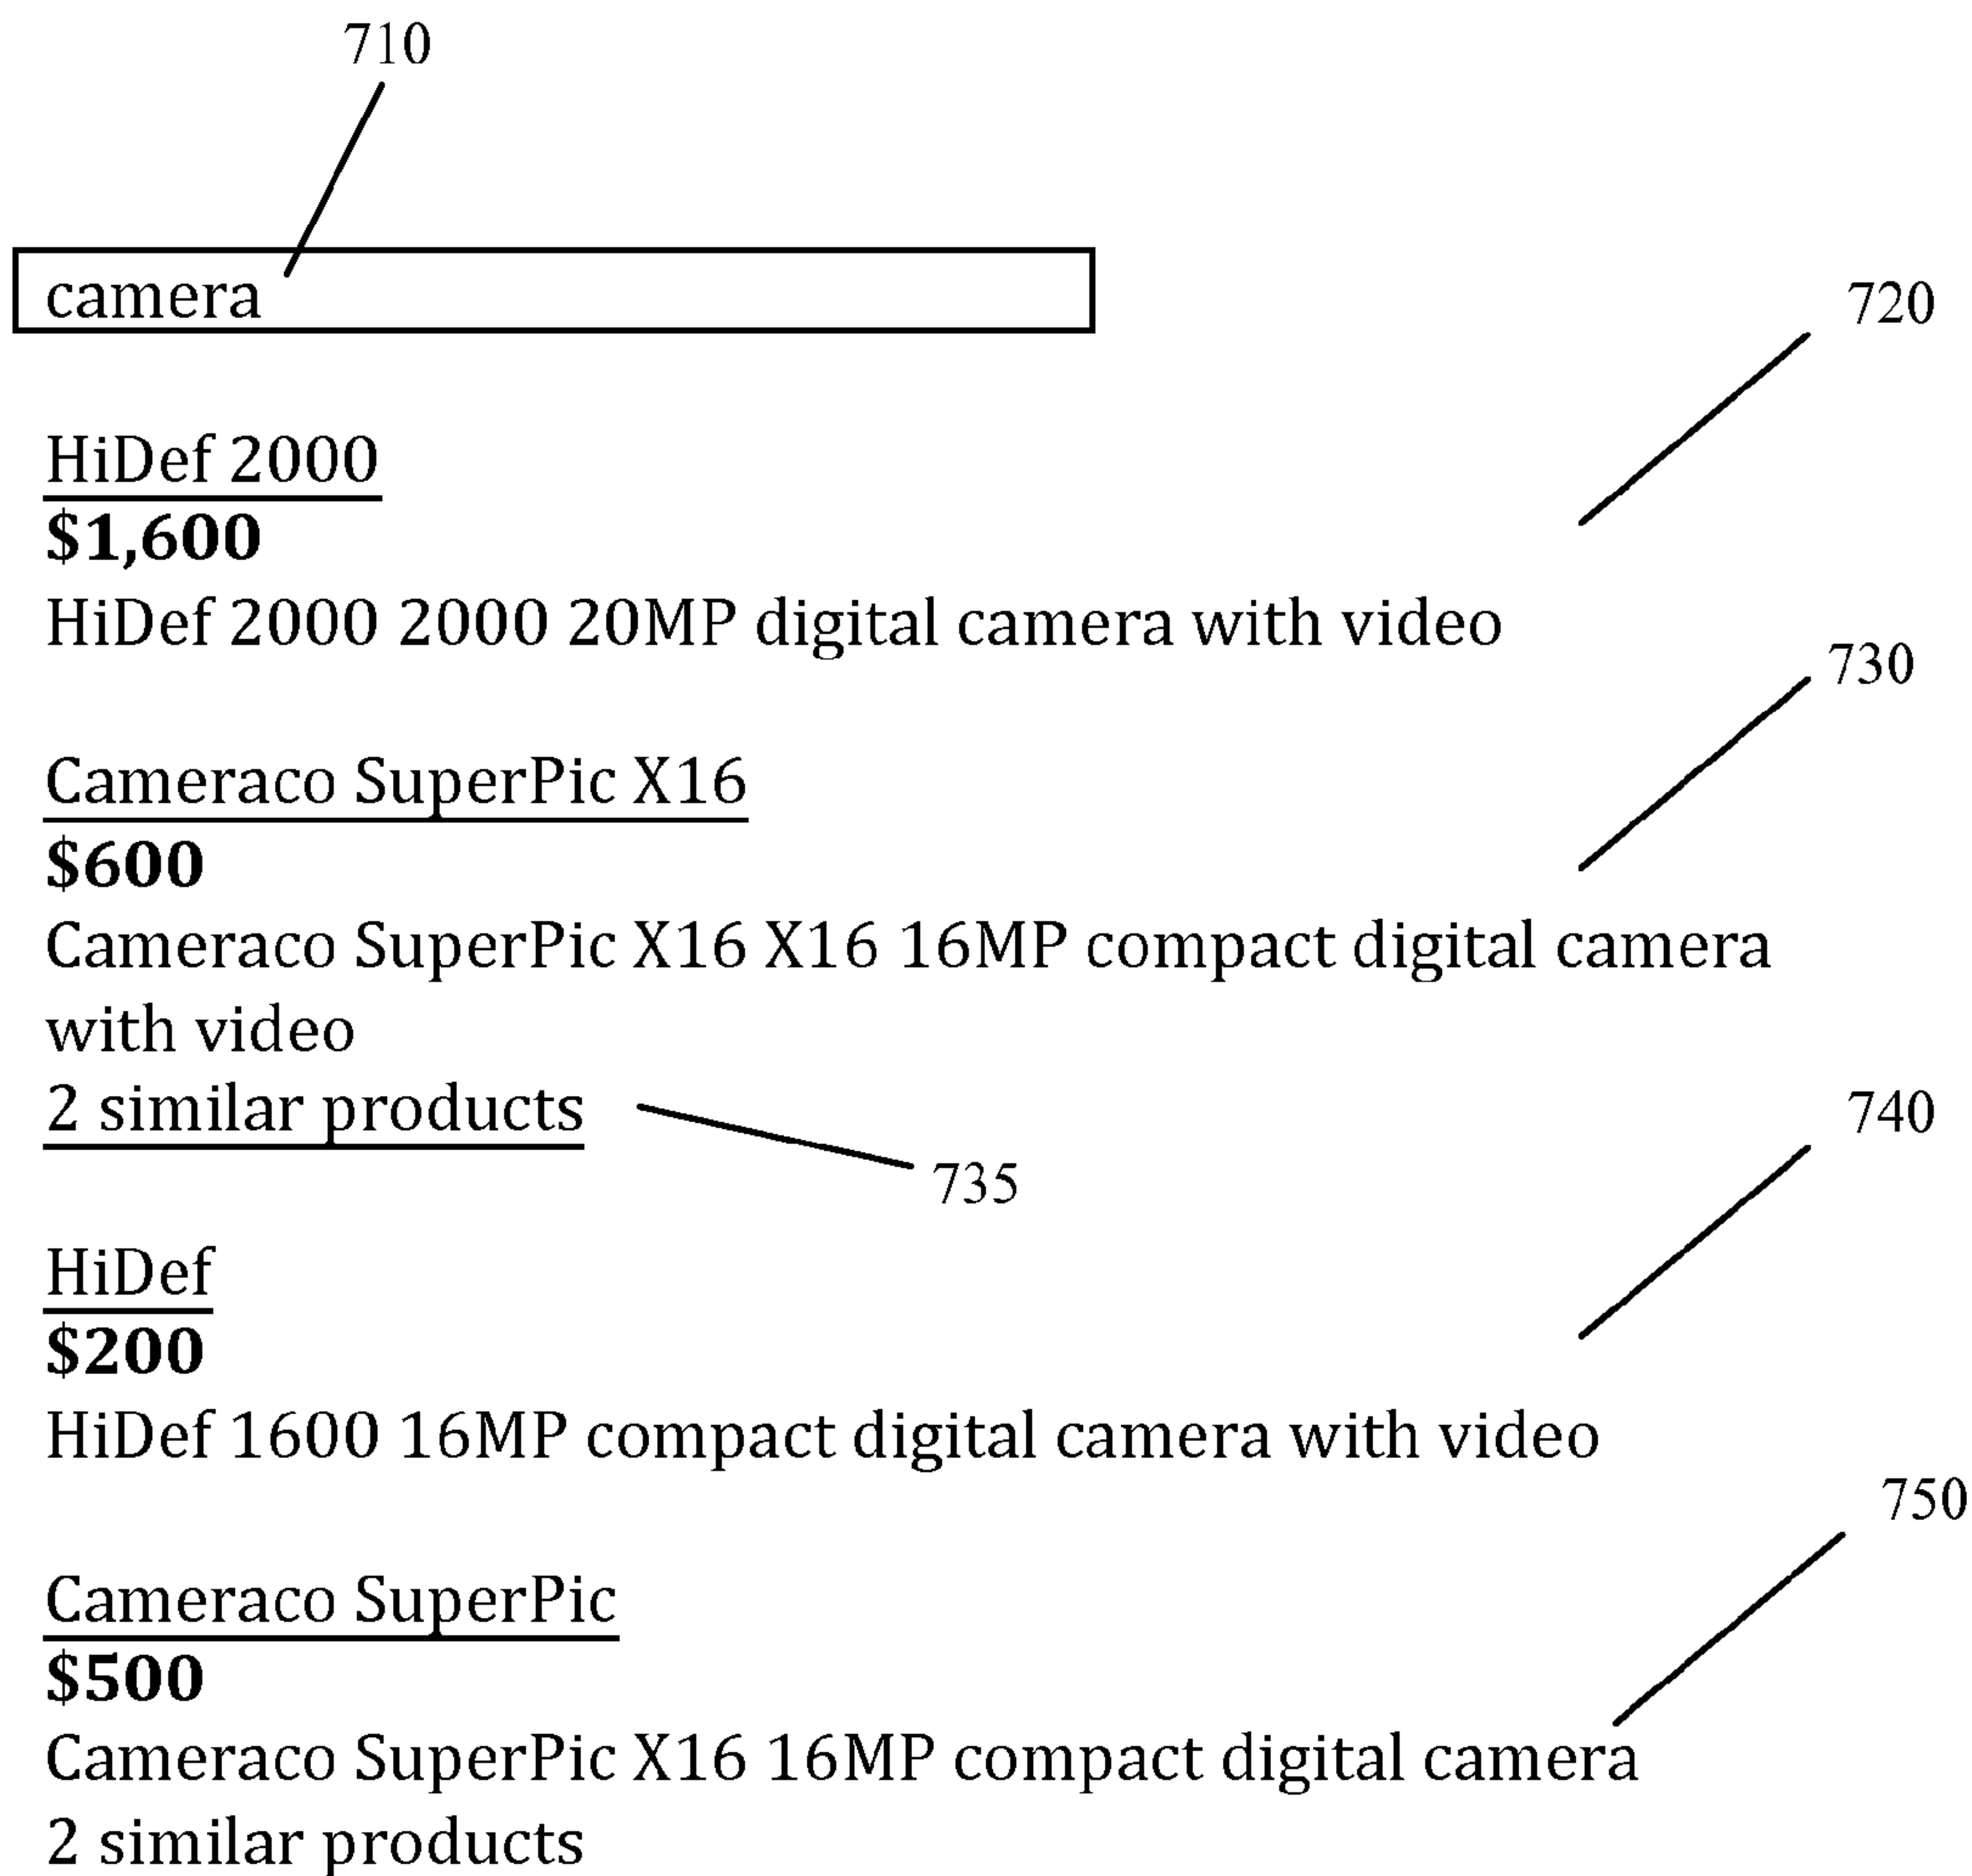 710
camera
720
HiDef 2000
$1,600
HiDef 2000 2000 20MP digital camera with video
730
Cameraco SuperPic X16
$600
Cameraco SuperPic X16 X16 16MP compact digital camera
with video
2 similar products
740
735
HiDef
$200
HiDef 1600 16MP compact digital camera with video
750
Cameraco SuperPic
$500
Cameraco SuperPic X16 16MP compact digital camera
2 similar products